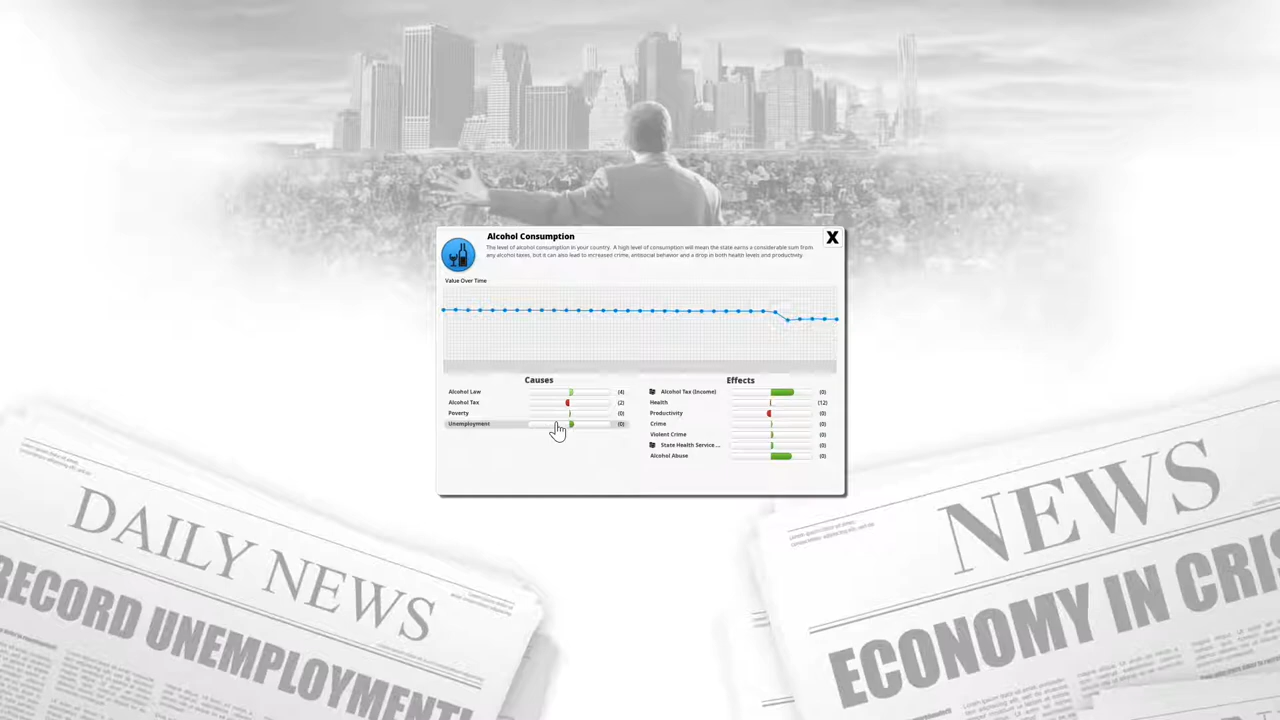 Alcohol Consumption
X
The level of alcohol consumption in your country. A high level of consumption will mean the state earns a considerable sum from
any alcohol taxes, but it can also lead to increased crime, antisocial behavior and a drop in both health levels and productivity.
Value Over Time
Causes
Alcohol Law (4)
Alcohol Tax (2)
Poverty (0)
Unemployment (0)
Effects
Alcohol Tax (Income) (0)
Health (12)
Productivity (0)
Crime (0)
Violent Crime (0)
State Health Service ... (0)
Alcohol Abuse (0)
DAILY NEWS
RECORD UNEMPLOYMENT!
NEWS
ECONOMY IN CRIS